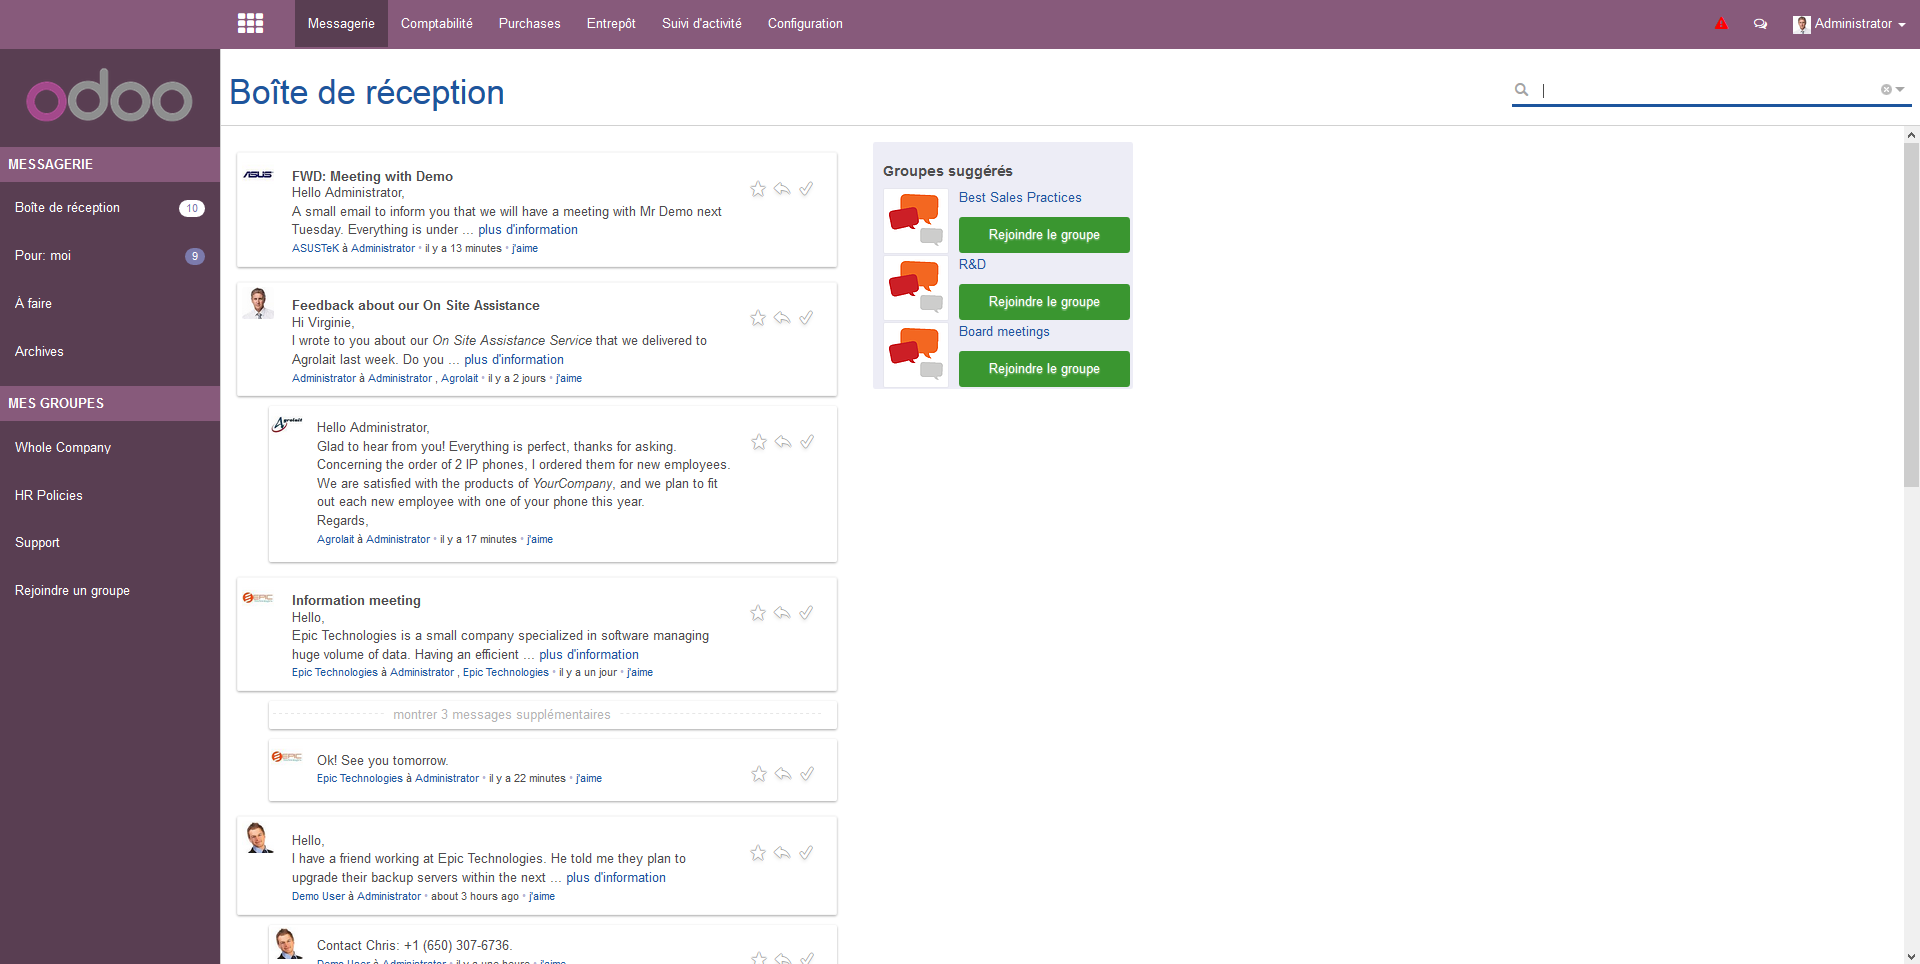 Messagerie Comptabilité Purchases Entrepôt Suivi d'activité Configuration Administrator
odoo
MESSAGERIE
Boîte de réception 10
Pour: moi 9
À faire
Archives
MES GROUPES
Whole Company
HR Policies
Support
Rejoindre un groupe
Boîte de réception
ASUS
FWD: Meeting with Demo
Hello Administrator,
A small email to inform you that we will have a meeting with Mr Demo next
Tuesday. Everything is under ... plus d'information
ASUSTeK à Administrator • il y a 13 minutes • j'aime
Feedback about our On Site Assistance
Hi Virginie,
I wrote to you about our On Site Assistance Service that we delivered to
Agrolait last week. Do you ... plus d'information
Administrator à Administrator , Agrolait • il y a 2 jours • j'aime
Agrolait
Hello Administrator,
Glad to hear from you! Everything is perfect, thanks for asking.
Concerning the order of 2 IP phones, I ordered them for new employees.
We are satisfied with the products of YourCompany, and we plan to fit
out each new employee with one of your phone this year.
Regards,
Agrolait à Administrator • il y a 17 minutes • j'aime
EPIC
Information meeting
Hello,
Epic Technologies is a small company specialized in software managing
huge volume of data. Having an efficient ... plus d'information
Epic Technologies à Administrator , Epic Technologies • il y a un jour • j'aime
montrer 3 messages supplémentaires
EPIC
Ok! See you tomorrow.
Epic Technologies à Administrator • il y a 22 minutes • j'aime
Hello,
I have a friend working at Epic Technologies. He told me they plan to
upgrade their backup servers within the next ... plus d'information
Demo User à Administrator • about 3 hours ago • j'aime
Contact Chris: +1 (650) 307-6736.
Demo User à Administrator • il y a une heure • j'aime
Groupes suggérés
Best Sales Practices
Rejoindre le groupe
R&D
Rejoindre le groupe
Board meetings
Rejoindre le groupe